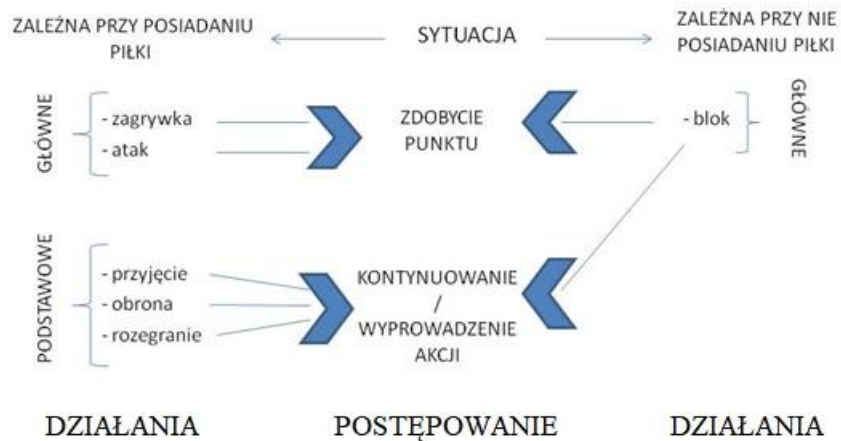 ZALEŻNA PRZY POSIADANIU
PIŁKI
SYTUACJA
ZALEŻNA PRZY NIE
POSIADANIU PIŁKI
GŁÓWNE
- zagrywka
- atak
ZDOBYCIE
PUNKTU
- blok
GŁÓWNE
PODSTAWOWE
- przyjęcie
- obrona
- rozegranie
KONTYNUOWANIE
/
WYPROWADZENIE
AKCJI
DZIAŁANIA
POSTĘPOWANIE
DZIAŁANIA